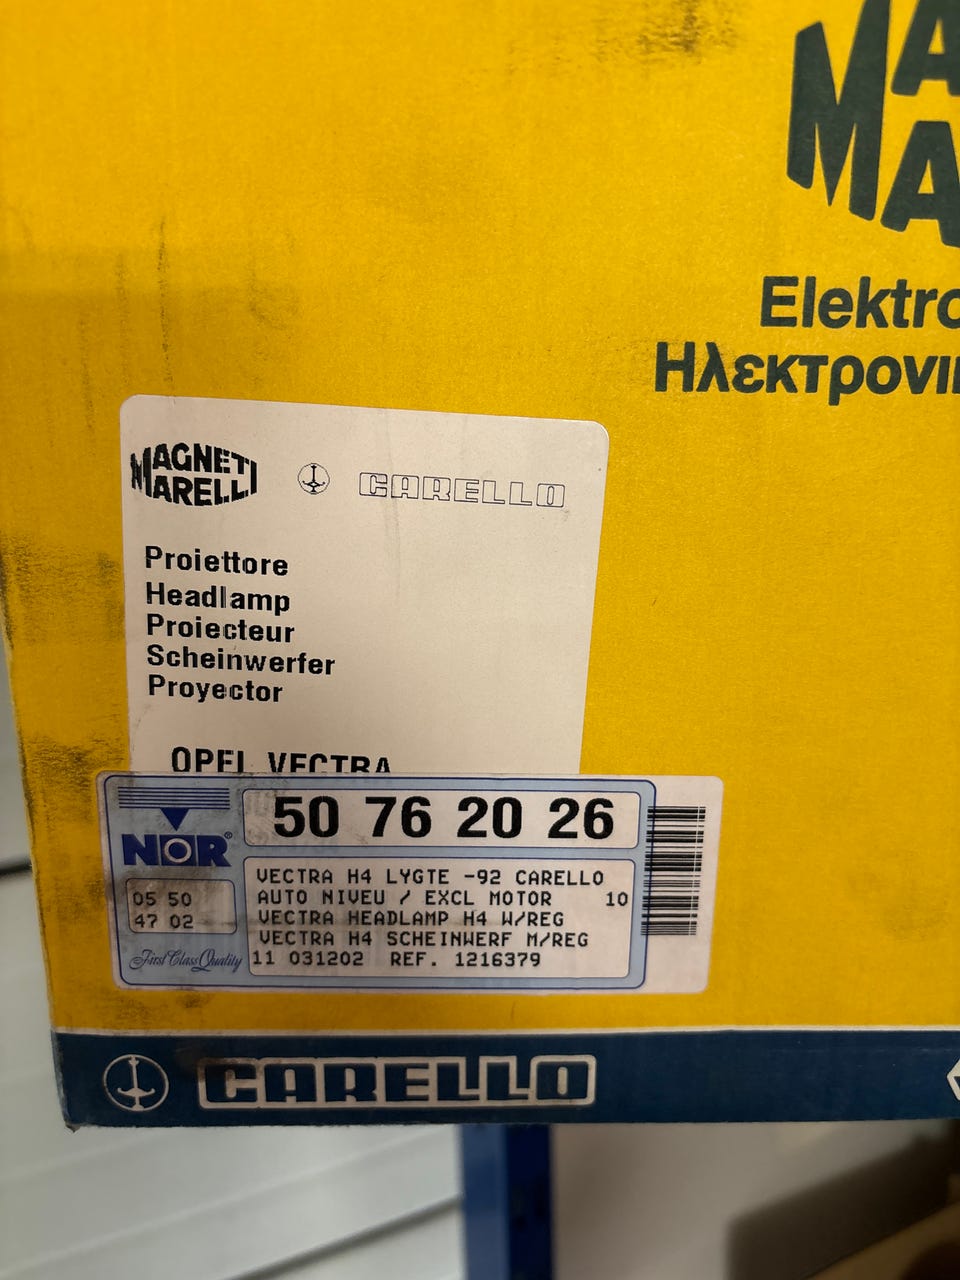 MA
MA
Elektro
Ηλεκτρονι
MAGNETI
MARELLI
CARELLO
Proiettore
Headlamp
Proiecteur
Scheinwerfer
Proyector
OPEL VECTRA
NOR®
50 76 20 26
05 50
47 02
First Class Quality
VECTRA H4 LYGTE -92 CARELLO
AUTO NIVEU / EXCL MOTOR 10
VECTRA HEADLAMP H4 W/REG
VECTRA H4 SCHEINWERF M/REG
11 031202 REF. 1216379
CARELLO